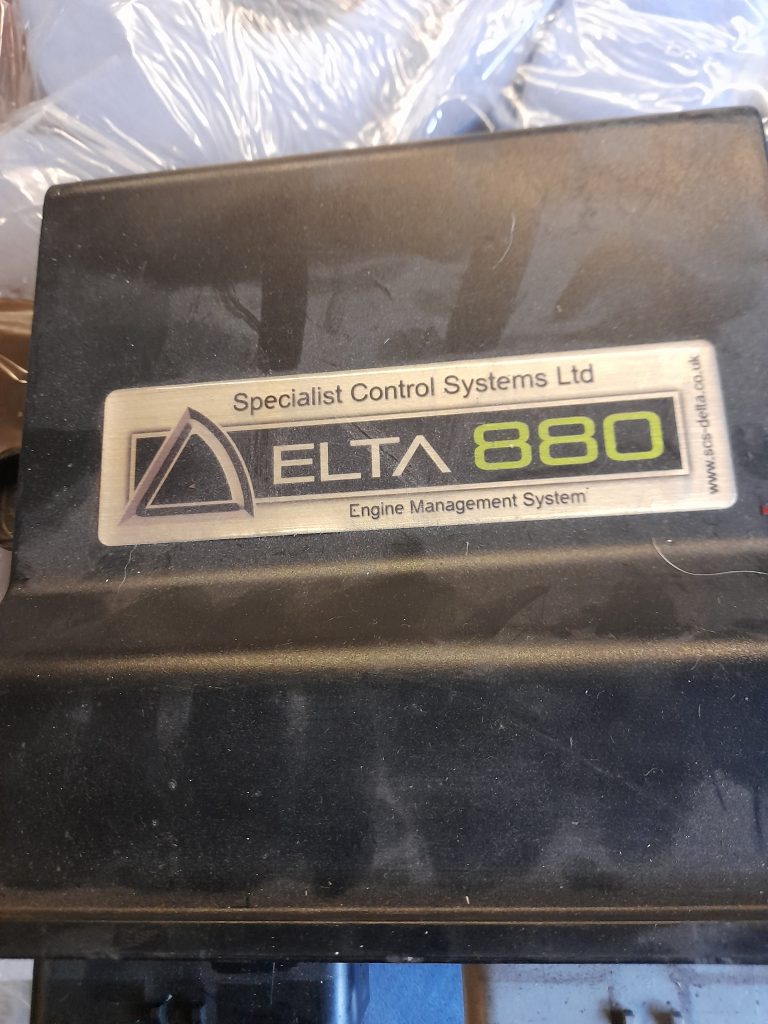 Specialist Control Systems Ltd
ELTA 880
Engine Management System
www.scs-delta.co.uk